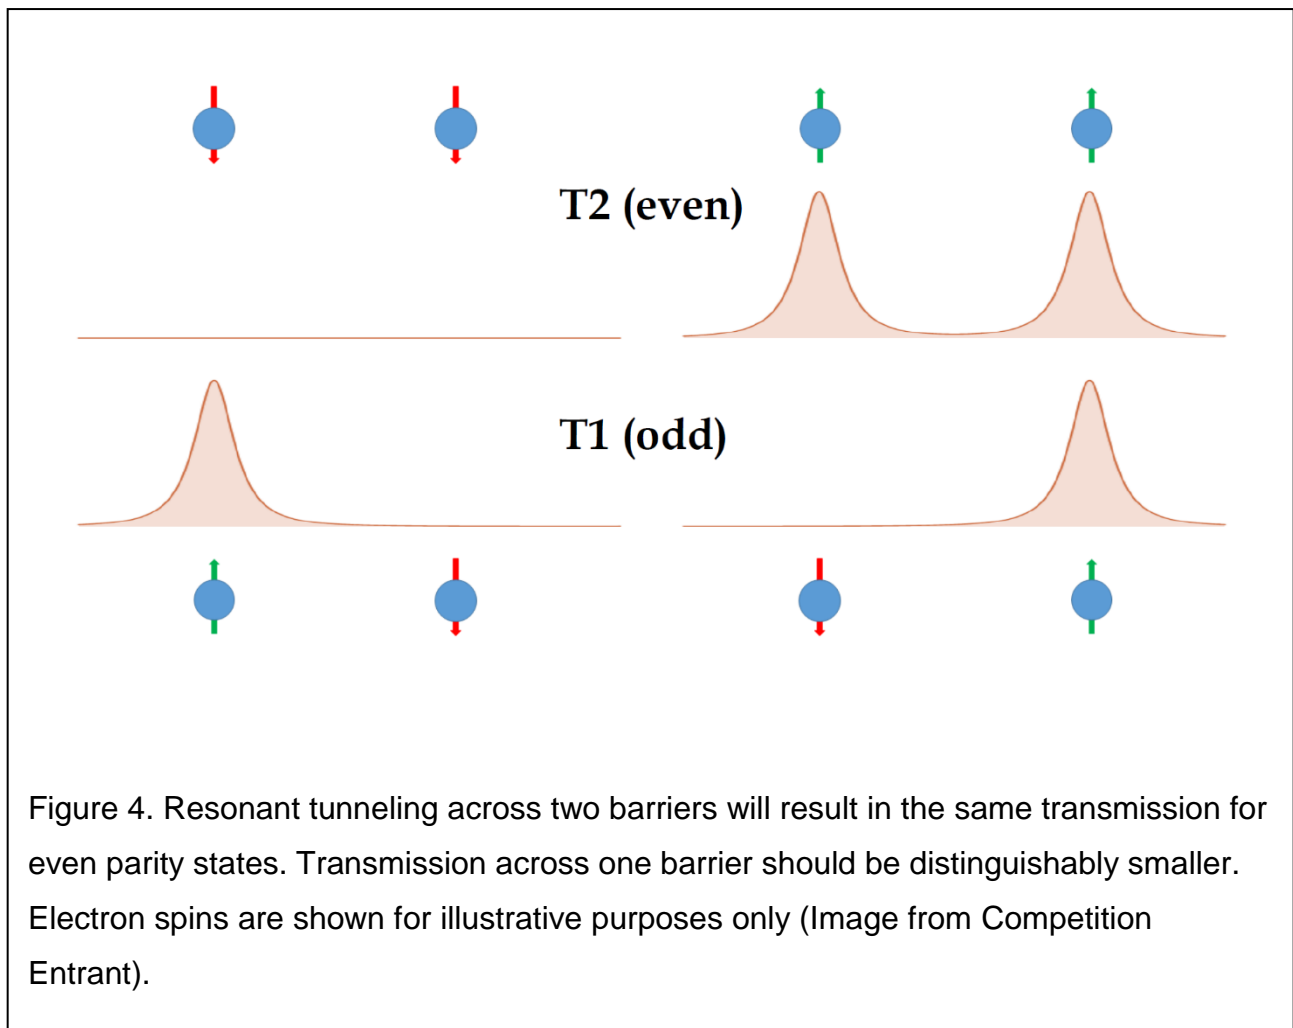 T2 (even)
T1 (odd)
Figure 4. Resonant tunneling across two barriers will result in the same transmission for
even parity states. Transmission across one barrier should be distinguishably smaller.
Electron spins are shown for illustrative purposes only (Image from Competition
Entrant).